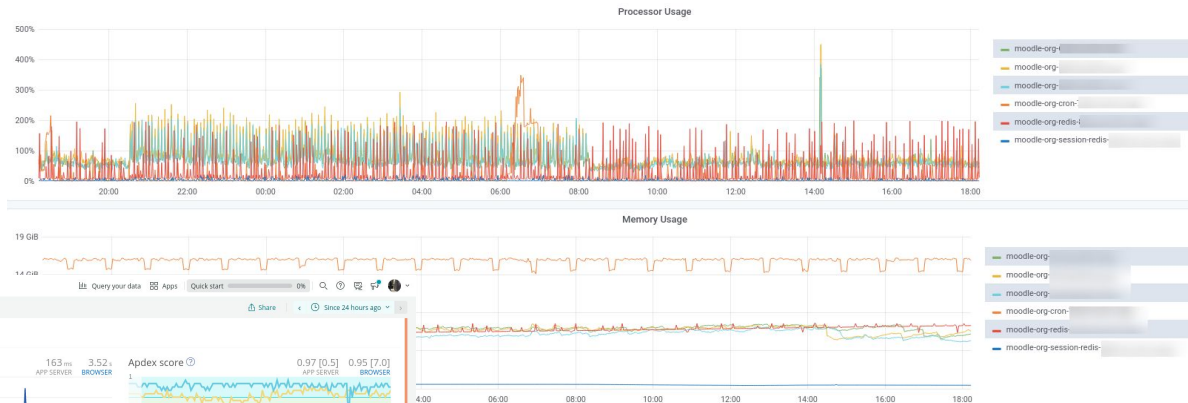 Processor Usage
500%
400%
300%
200%
100%
0%
20:00 22:00 00:00 02:00 04:00 06:00 08:00 10:00 12:00 14:00 16:00 18:00
moodle-org-
moodle-org-
moodle-org-
moodle-org-cron-
moodle-org-redis-
moodle-org-session-redis-
Memory Usage
19 GiB
14 GiB
moodle-org-
moodle-org-
moodle-org-
moodle-org-cron-
moodle-org-redis-
moodle-org-session-redis-
Query your data Apps Quick start 0%
Share < Since 24 hours ago >
163 ms 3.52 s Apdex score ? 0.97 [0.5] 0.95 [7.0]
APP SERVER BROWSER APP SERVER BROWSER
1
4:00 06:00 08:00 10:00 12:00 14:00 16:00 18:00